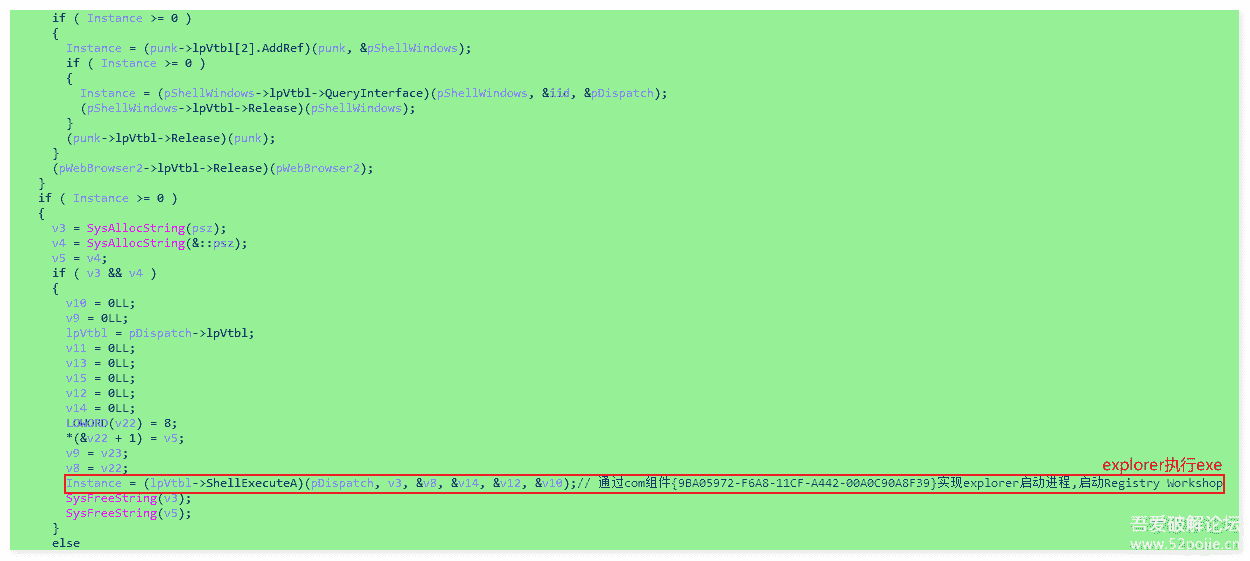 if ( Instance >= 0 )
{
Instance = (punk->lpVtbl[2].AddRef)(punk, &pShellWindows);
if ( Instance >= 0 )
{
Instance = (pShellWindows->lpVtbl->QueryInterface)(pShellWindows, &iid, &pDispatch);
(pShellWindows->lpVtbl->Release)(pShellWindows);
}
(punk->lpVtbl->Release)(punk);
}
(pWebBrowser2->lpVtbl->Release)(pWebBrowser2);
}
if ( Instance >= 0 )
{
v3 = SysAllocString(psz);
v4 = SysAllocString(&::psz);
v5 = v4;
if ( v3 && v4 )
{
v10 = 0LL;
v9 = 0LL;
lpVtbl = pDispatch->lpVtbl;
v11 = 0LL;
v13 = 0LL;
v15 = 0LL;
v12 = 0LL;
v14 = 0LL;
LOWORD(v22) = 8;
*(&v22 + 1) = v5;
v9 = v23;
v8 = v22;
explorer执行exe
Instance = (lpVtbl->ShellExecuteA)(pDispatch, v3, &v8, &v14, &v12, &v10);// 通过com组件{9BA05972-F6A8-11CF-A442-00A0C90A8F39}实现explorer启动进程,启动Registry Workshop
SysFreeString(v3);
SysFreeString(v5);
}
else
吾爱破解论坛
www.52pojie.cn